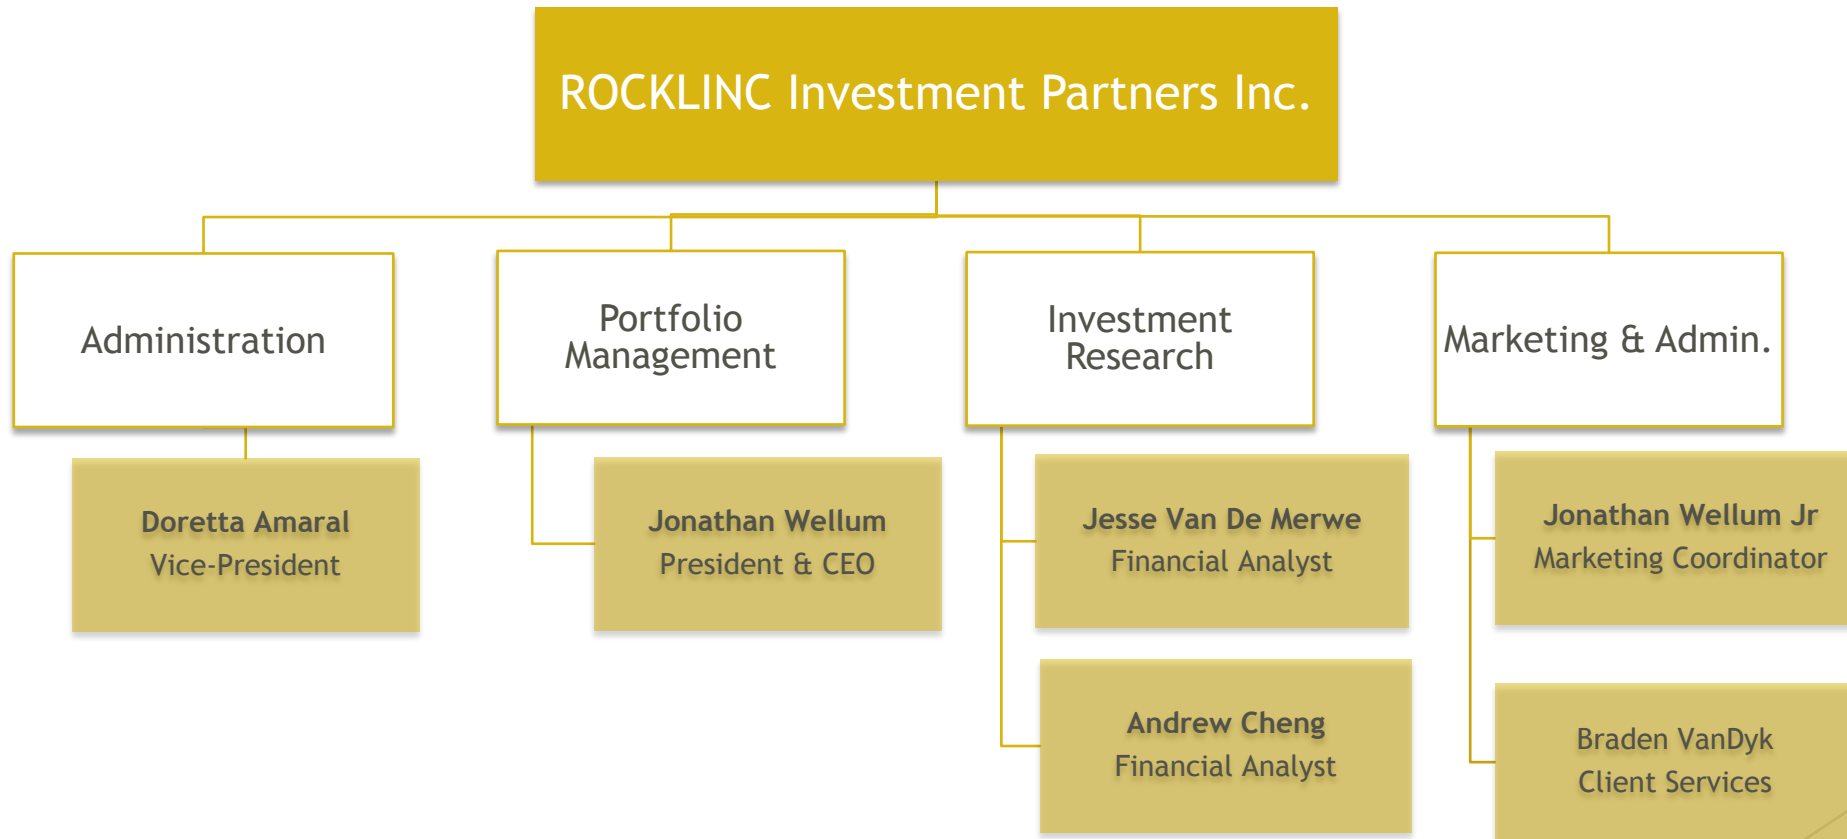 ROCKLINC Investment Partners Inc.
Administration
Portfolio
Management
Investment
Research
Marketing & Admin.
Doretta Amaral
Vice-President
Jonathan Wellum
President & CEO
Jesse Van De Merwe
Financial Analyst
Andrew Cheng
Financial Analyst
Jonathan Wellum Jr
Marketing Coordinator
Braden VanDyk
Client Services